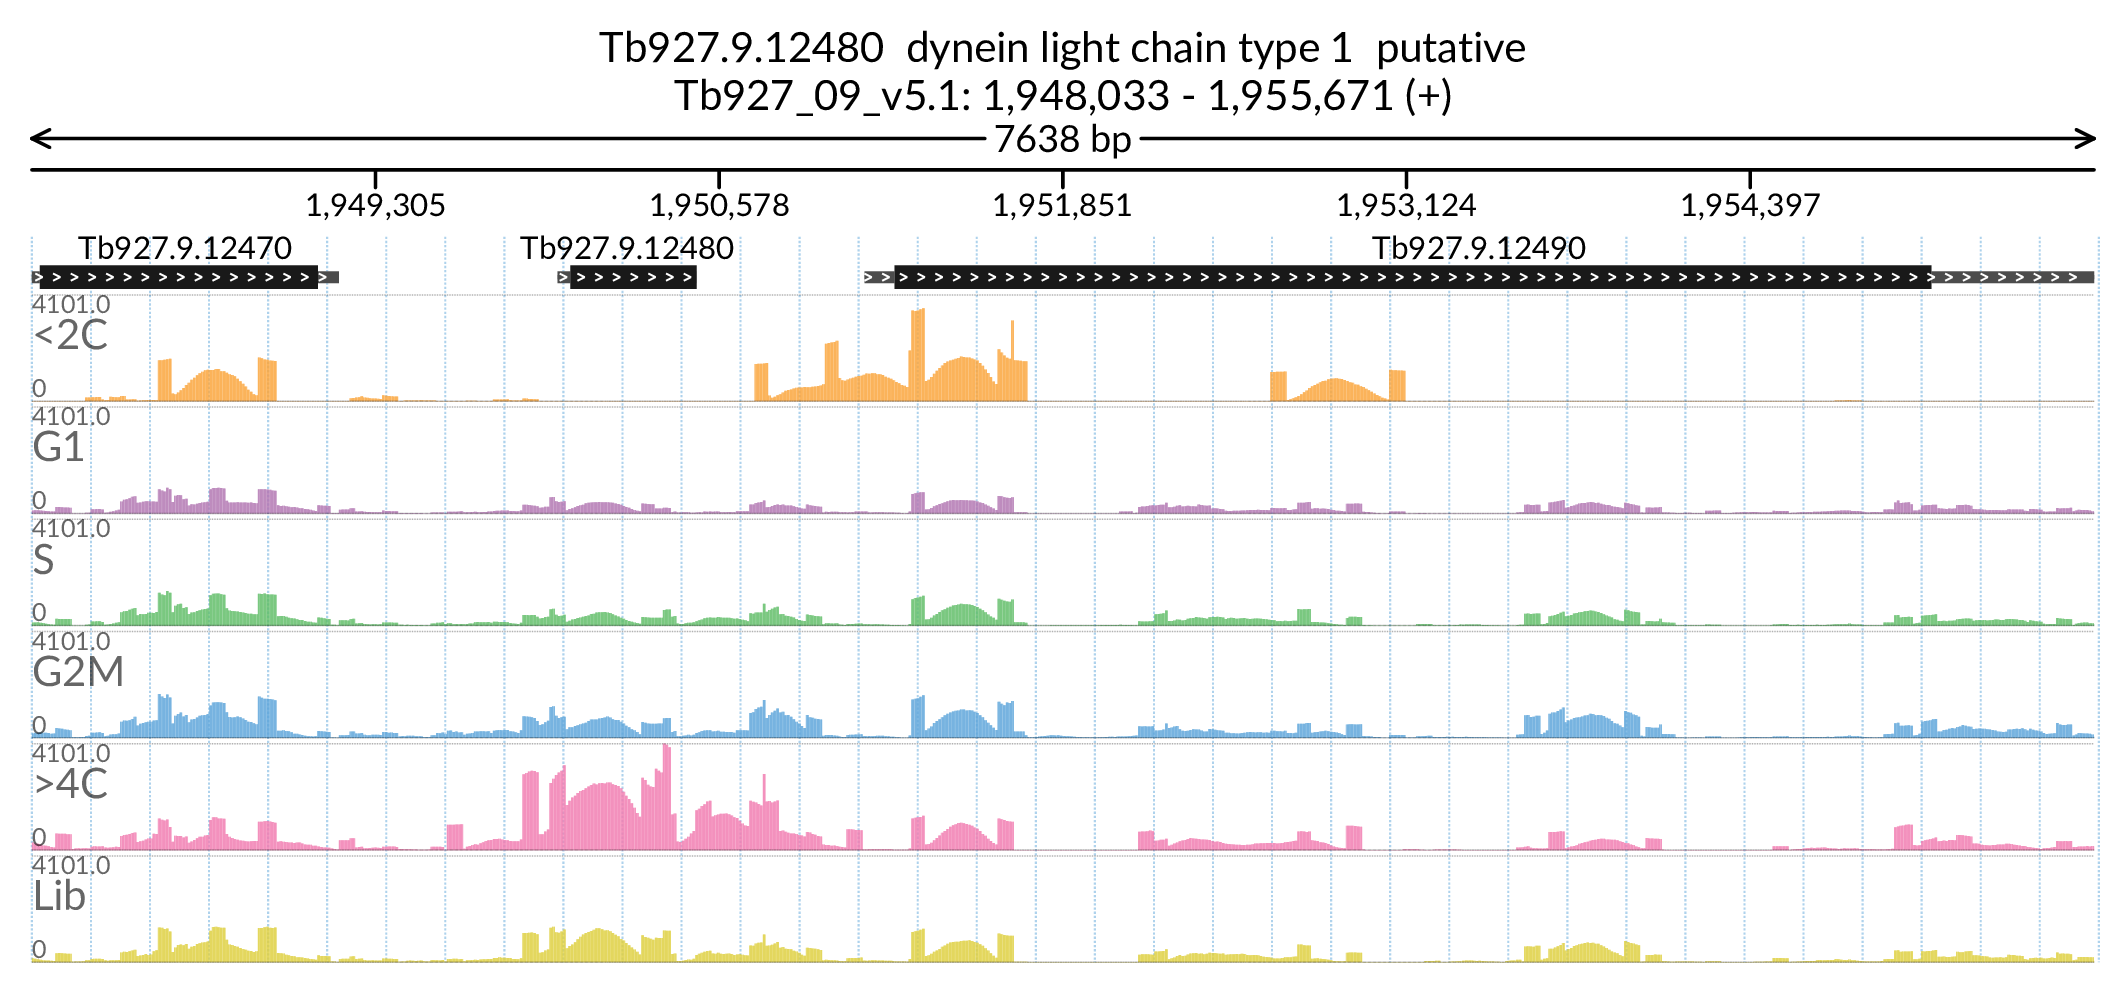 Tb927.9.12480  dynein light chain type 1  putative
Tb927_09_v5.1: 1,948,033 - 1,955,671 (+)
7638 bp
1,949,305 1,950,578 1,951,851 1,953,124 1,954,397
Tb927.9.12470 Tb927.9.12480 Tb927.9.12490
4101.0
<2C
0
4101.0
G1
0
4101.0
S
0
4101.0
G2M
0
4101.0
>4C
0
4101.0
Lib
0